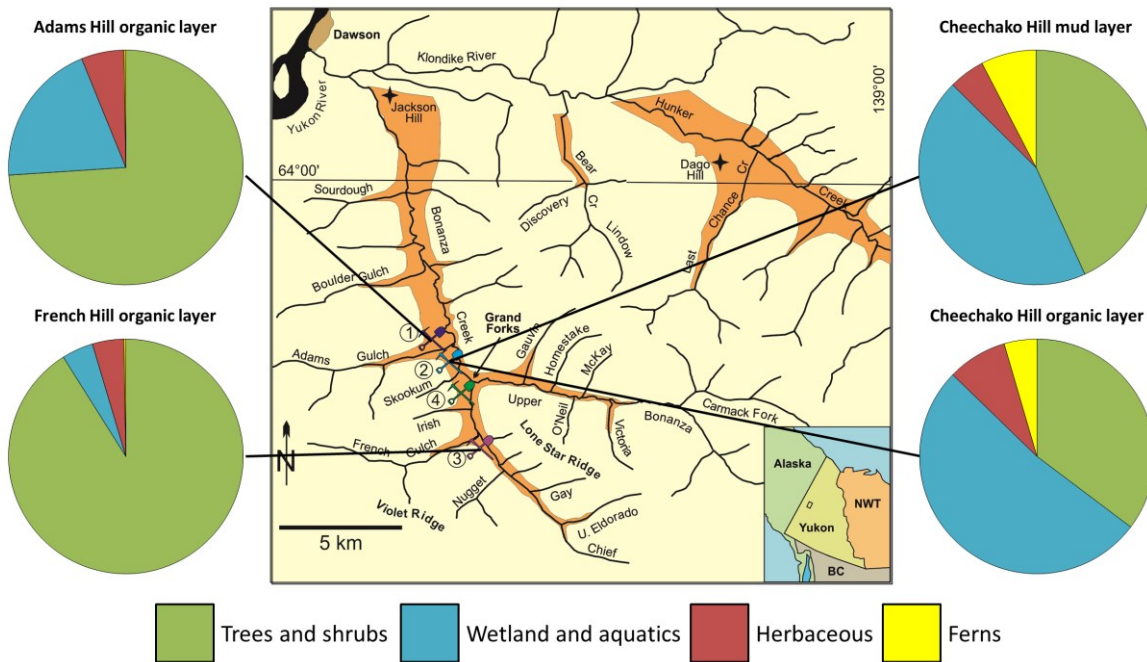 Adams Hill organic layer
Cheechako Hill mud layer
French Hill organic layer
Cheechako Hill organic layer
Dawson
Klondike River
Yukon River
Jackson
Hill
139°00'
64°00'
Hunker
Creek
Dago
Hill
Bear
Cr
Discovery
Lindow
Last
Chance
Cr
Sourdough
Bonanza
Creek
Boulder Gulch
Grand
Forks
1
Adams
Gulch
2
Skookum
4
Irish
French
Gulch
3
Gauvin
Homestake
McKay
Upper
Bonanza
O'Neil
Victoria
Carmack Fork
Lone Star Ridge
Nugget
Violet Ridge
Gay
U. Eldorado
Chief
N
5 km
Alaska
Yukon
NWT
BC
Trees and shrubs
Wetland and aquatics
Herbaceous
Ferns